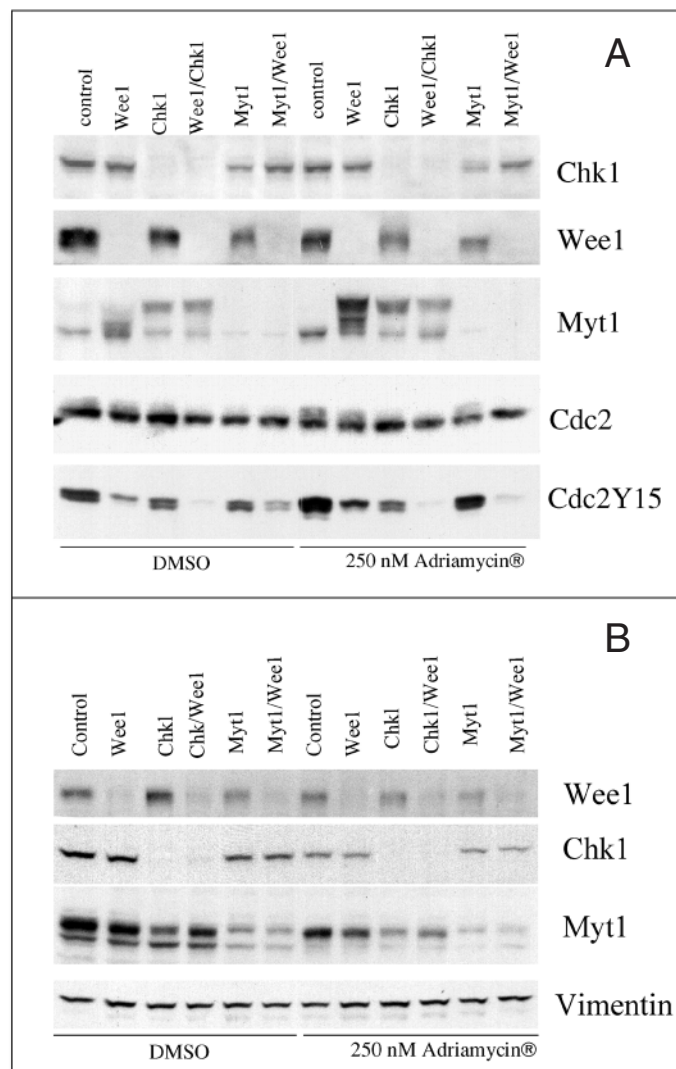 A
control Wee1 Chk1 Wee1/Chk1 Myt1 Myt1/Wee1 control Wee1 Chk1 Wee1/Chk1 Myt1 Myt1/Wee1
Chk1
Wee1
Myt1
Cdc2
Cdc2Y15
DMSO 250 nM Adriamycin®
B
Control Wee1 Chk1 Chk/Wee1 Myt1 Myt1/Wee1 Control Wee1 Chk1 Chk1/Wee1 Myt1 Myt1/Wee1
Wee1
Chk1
Myt1
Vimentin
DMSO 250 nM Adriamycin®